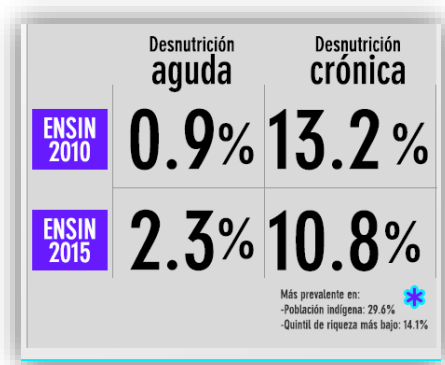 Desnutrición Desnutrición
aguda crónica
ENSIN
2010
0.9% 13.2%
ENSIN
2015
2.3% 10.8%
Más prevalente en:
-Población indígena: 29.6%
-Quintil de riqueza más bajo: 14.1%